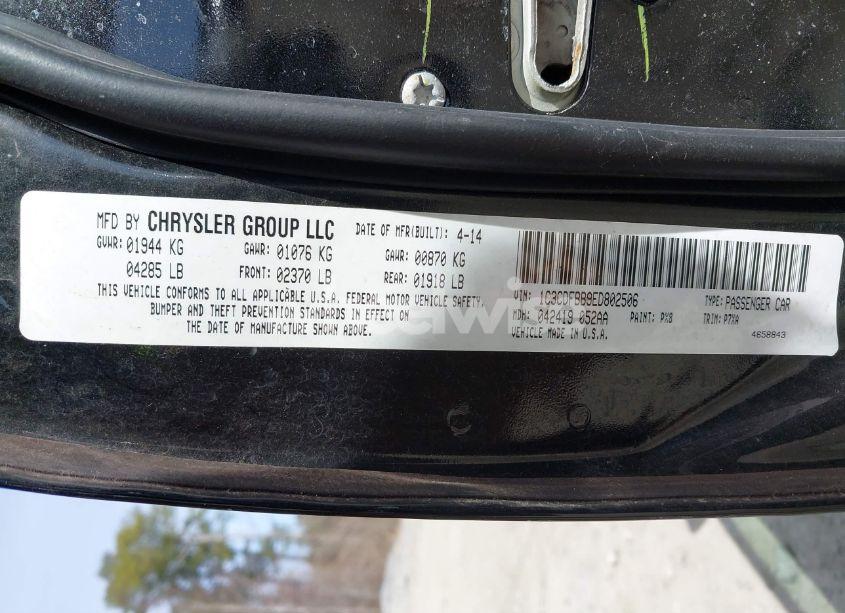 MFD BY CHRYSLER GROUP LLC DATE OF MFR(BUILT): 4-14
GVWR: 01944 KG GAWR: 01076 KG GAWR: 00870 KG
04285 LB FRONT: 02370 LB REAR: 01918 LB
THIS VEHICLE CONFORMS TO ALL APPLICABLE U.S.A. FEDERAL MOTOR VEHICLE SAFETY,
BUMPER AND THEFT PREVENTION STANDARDS IN EFFECT ON
THE DATE OF MANUFACTURE SHOWN ABOVE.
VIN: 1C3CDFBB9ED802506 TYPE: PASSENGER CAR
MDH: 042419 052AA PAINT: PX8 TRIM: P7XA
VEHICLE MADE IN U.S.A. 4658843